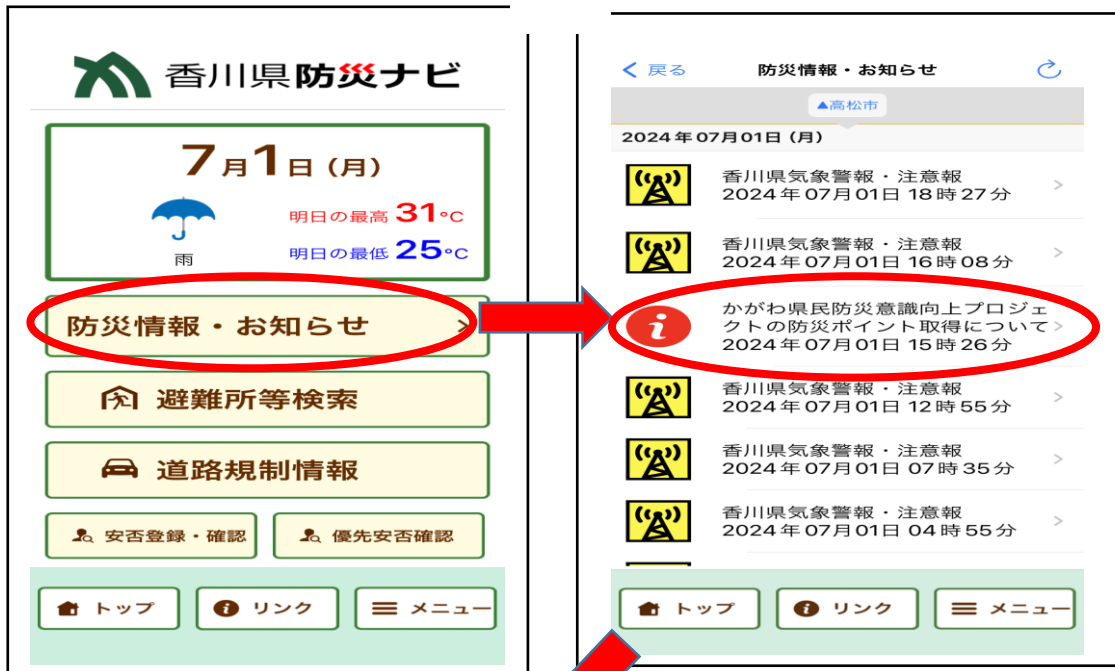 香川県防災ナビ
7月1日(月)
明日の最高 31°C
明日の最低 25°C
雨
防災情報・お知らせ >
避難所等検索
道路規制情報
安否登録・確認
優先安否確認
トップ
リンク
メニュー
戻る
防災情報・お知らせ
▲高松市
2024年07月01日(月)
香川県気象警報・注意報
2024年07月01日 18時27分
香川県気象警報・注意報
2024年07月01日 16時08分
かがわ県民防災意識向上プロジェ
クトの防災ポイント取得について
2024年07月01日 15時26分
香川県気象警報・注意報
2024年07月01日 12時55分
香川県気象警報・注意報
2024年07月01日 07時35分
香川県気象警報・注意報
2024年07月01日 04時55分
トップ
リンク
メニュー